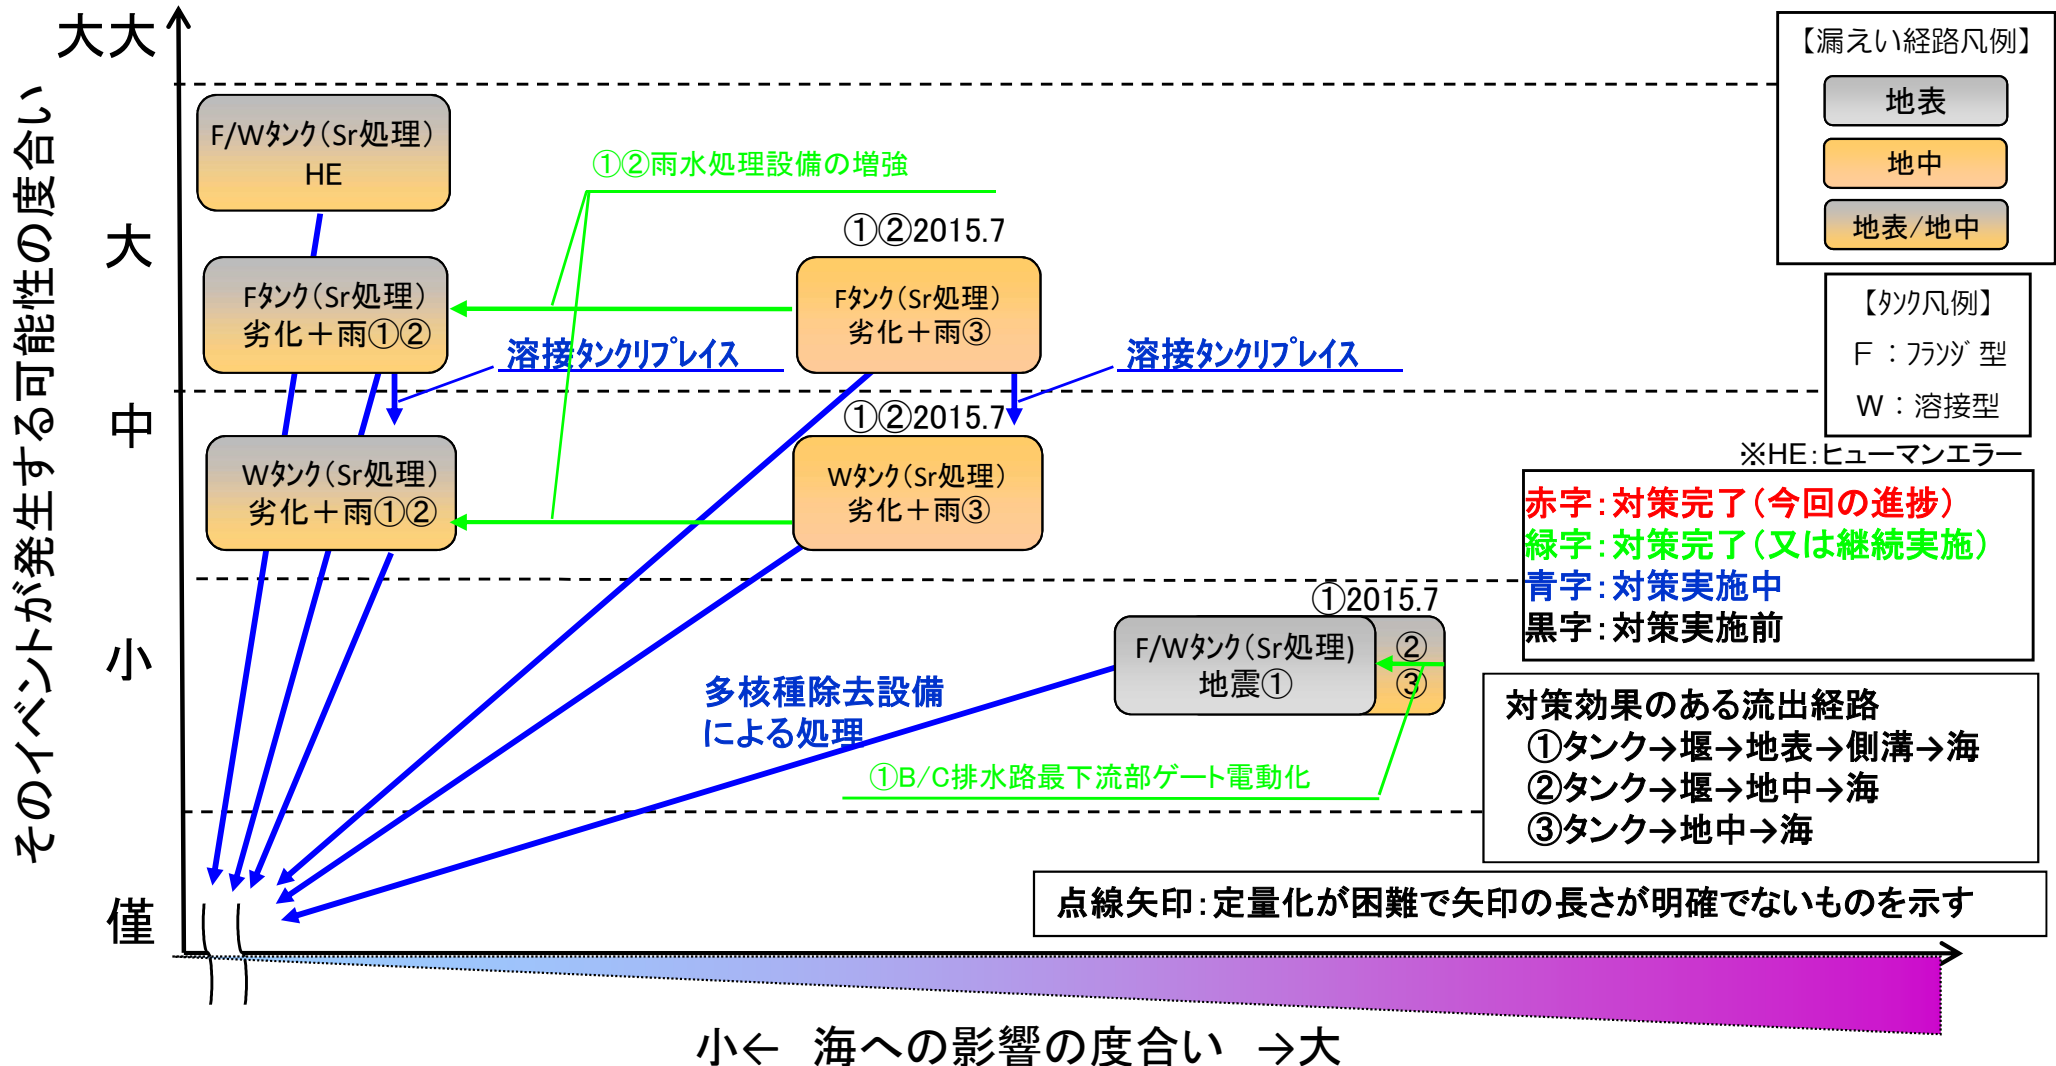 大大
そのイベントが発生する可能性の度合い
大
中
小
僅
F/Wタンク(Sr処理)
HE
①②雨水処理設備の増強
①②2015.7
Fタンク(Sr処理)
劣化＋雨①②
Fタンク(Sr処理)
劣化＋雨③
溶接タンクリプレイス
溶接タンクリプレイス
①②2015.7
Wタンク(Sr処理)
劣化＋雨①②
Wタンク(Sr処理)
劣化＋雨③
①2015.7
F/Wタンク(Sr処理)
地震①
②
③
多核種除去設備
による処理
①B/C排水路最下流部ゲート電動化
【漏えい経路凡例】
地表
地中
地表/地中
【タンク凡例】
F：フランジ型
W：溶接型
※HE：ヒューマンエラー
赤字：対策完了（今回の進捗）
緑字：対策完了（又は継続実施）
青字：対策実施中
黒字：対策実施前
対策効果のある流出経路
①タンク→堰→地表→側溝→海
②タンク→堰→地中→海
③タンク→地中→海
点線矢印：定量化が困難で矢印の長さが明確でないものを示す
小← 海への影響の度合い →大